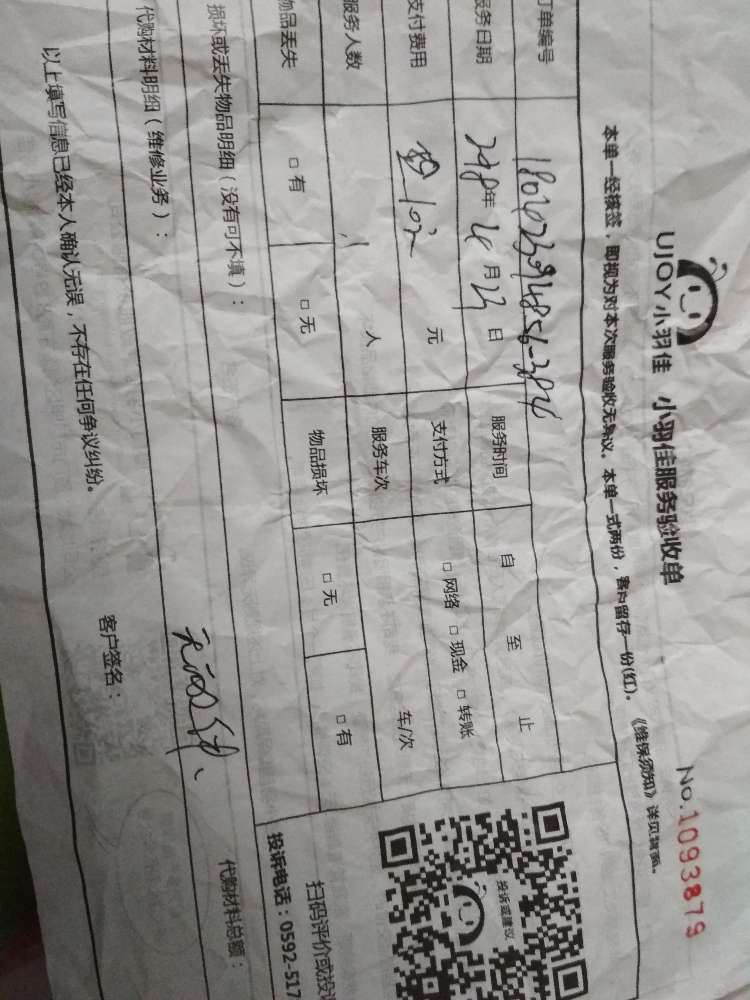 UJOY小羽佳 小羽佳服务验收单
No.1093879
本单一经核签，即视为对本次服务验收无异议。本单一式两份，客户留存一份(红)。《维保须知》详见背面。
订单编号
服务日期 年 月 日 服务时间 自 至 止
支付费用 元 支付方式 □网络 □现金 □转账
服务人数 人 服务车次 车/次
物品丢失 □有 □无 物品损坏 □无 □有
损坏或丢失物品明细（没有可不填）：
代购材料明细（维修业务）：
代购材料总额：
以上填写信息已经本人确认无误，不存在任何争议纠纷。
客户签名：
投诉或建议
扫码评价或投诉
投诉电话：0592-517